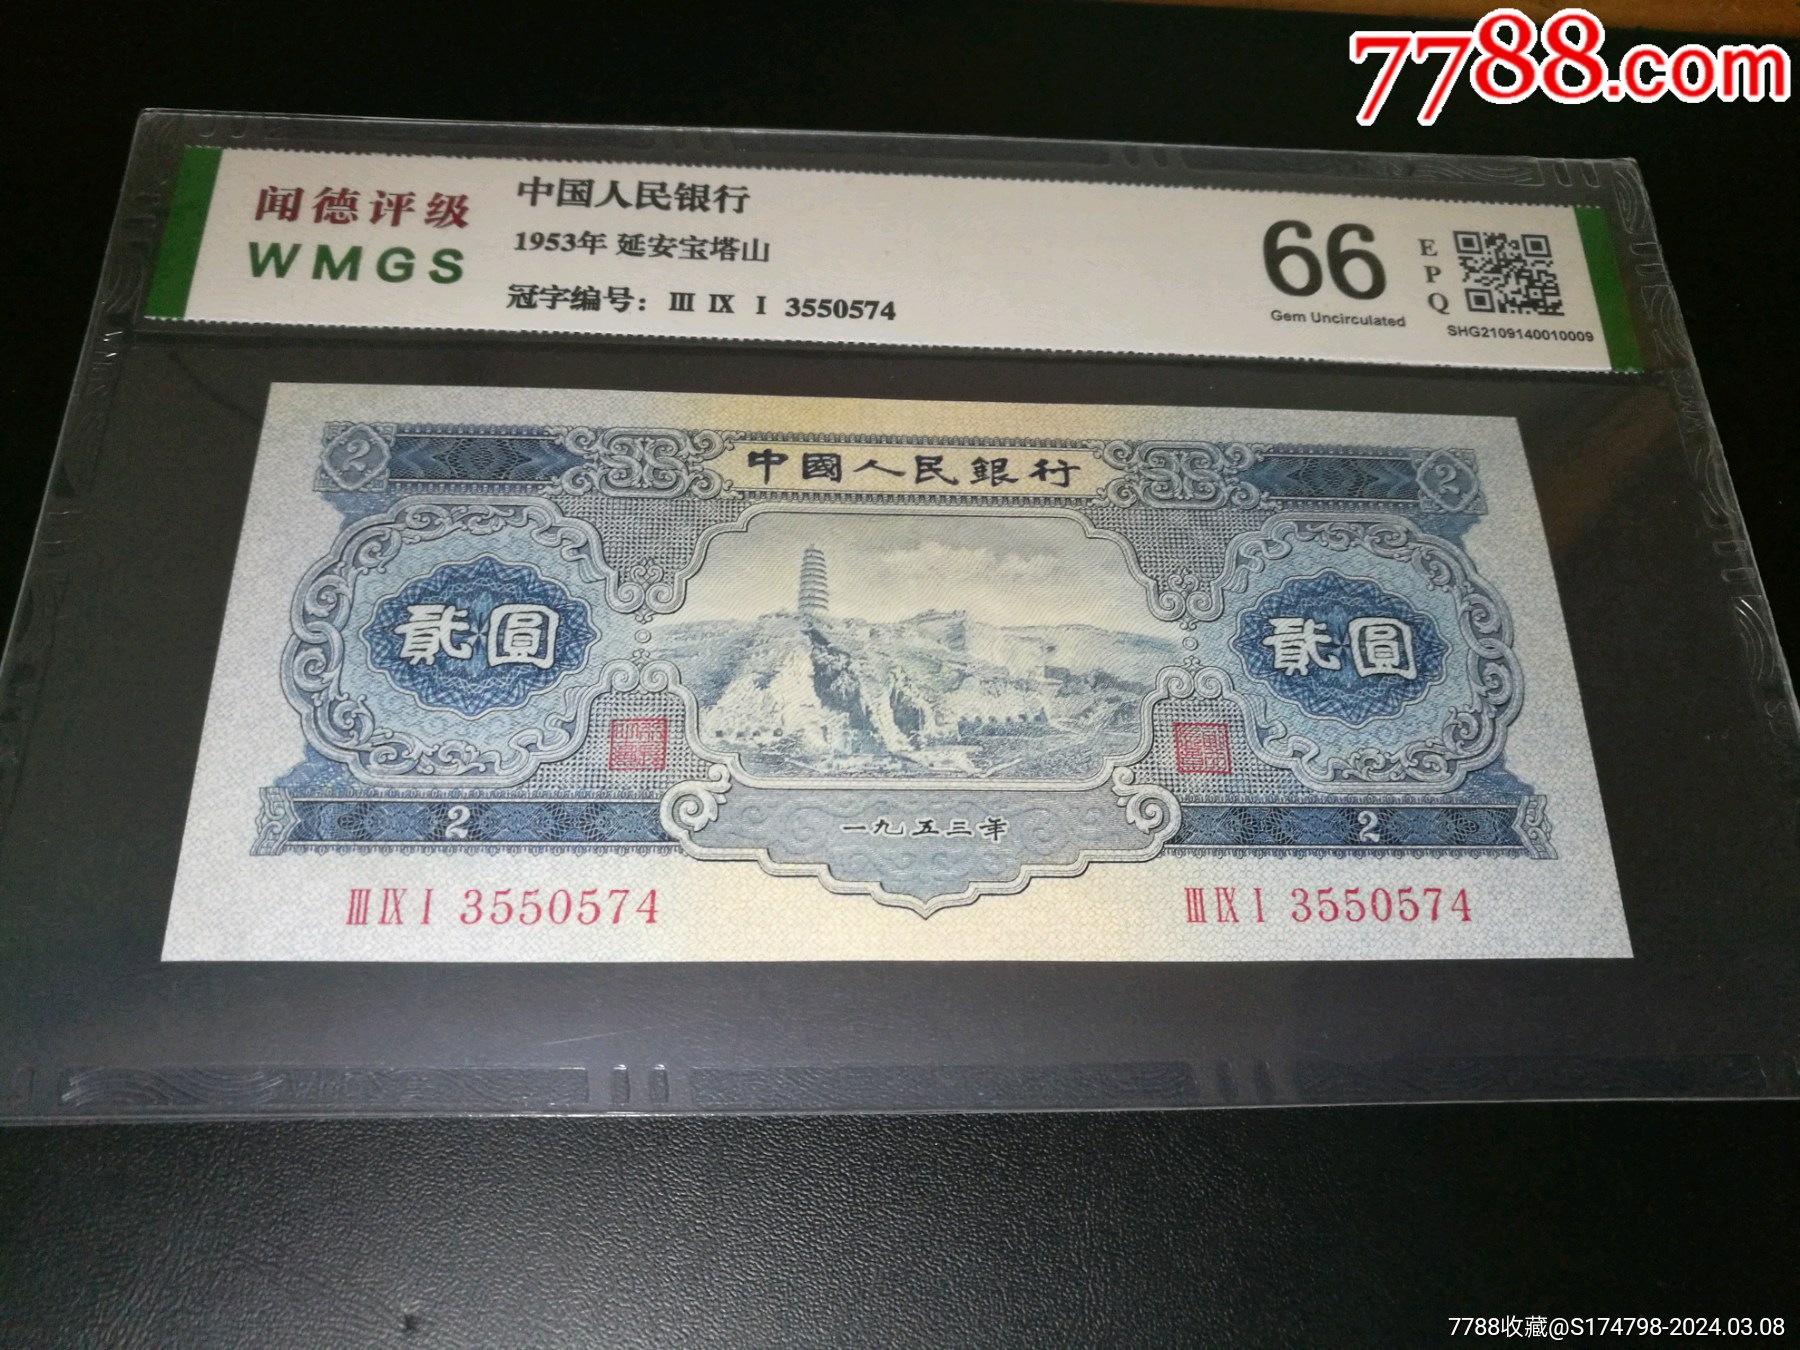 7788.com
闻德评级
WMGS
中国人民银行
1953年 延安宝塔山
冠字编号： Ⅲ Ⅸ Ⅰ 3550574
66
Gem Uncirculated
E
P
Q
SHG2109140010009
2
中國人民銀行
2
貳圓
貳圓
2
一九五三年
2
Ⅲ Ⅸ Ⅰ 3550574
Ⅲ Ⅸ Ⅰ 3550574
7788收藏@S174798-2024.03.08